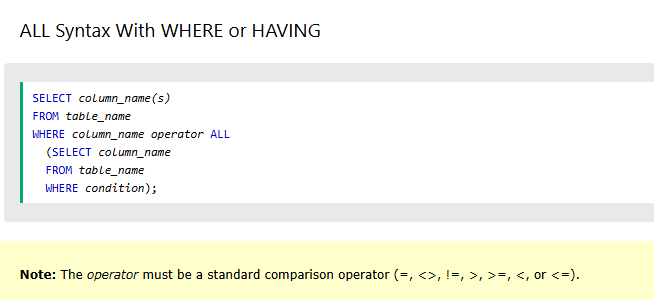 ALL Syntax With WHERE or HAVING
SELECT column_name(s)
FROM table_name
WHERE column_name operator ALL
(SELECT column_name
FROM table_name
WHERE condition);
Note: The operator must be a standard comparison operator (=, <>, !=, >, >=, <, or <=).